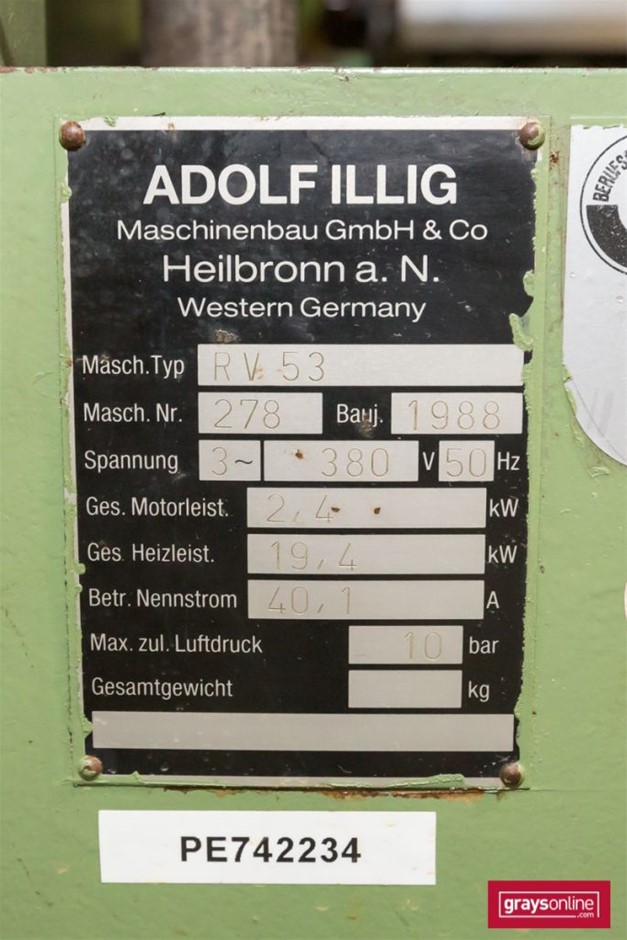 ADOLF ILLIG
Maschinenbau GmbH & Co
Heilbronn a. N.
Western Germany
Masch. Typ RV 53
Masch. Nr. 278 Bauj. 1988
Spannung 3~ 380 V 50 Hz
Ges. Motorleist. 2,4 kW
Ges. Heizleist. 19,4 kW
Betr. Nennstrom 40,1 A
Max. zul. Luftdruck 10 bar
Gesamtgewicht kg
PE742234
graysonline
.com